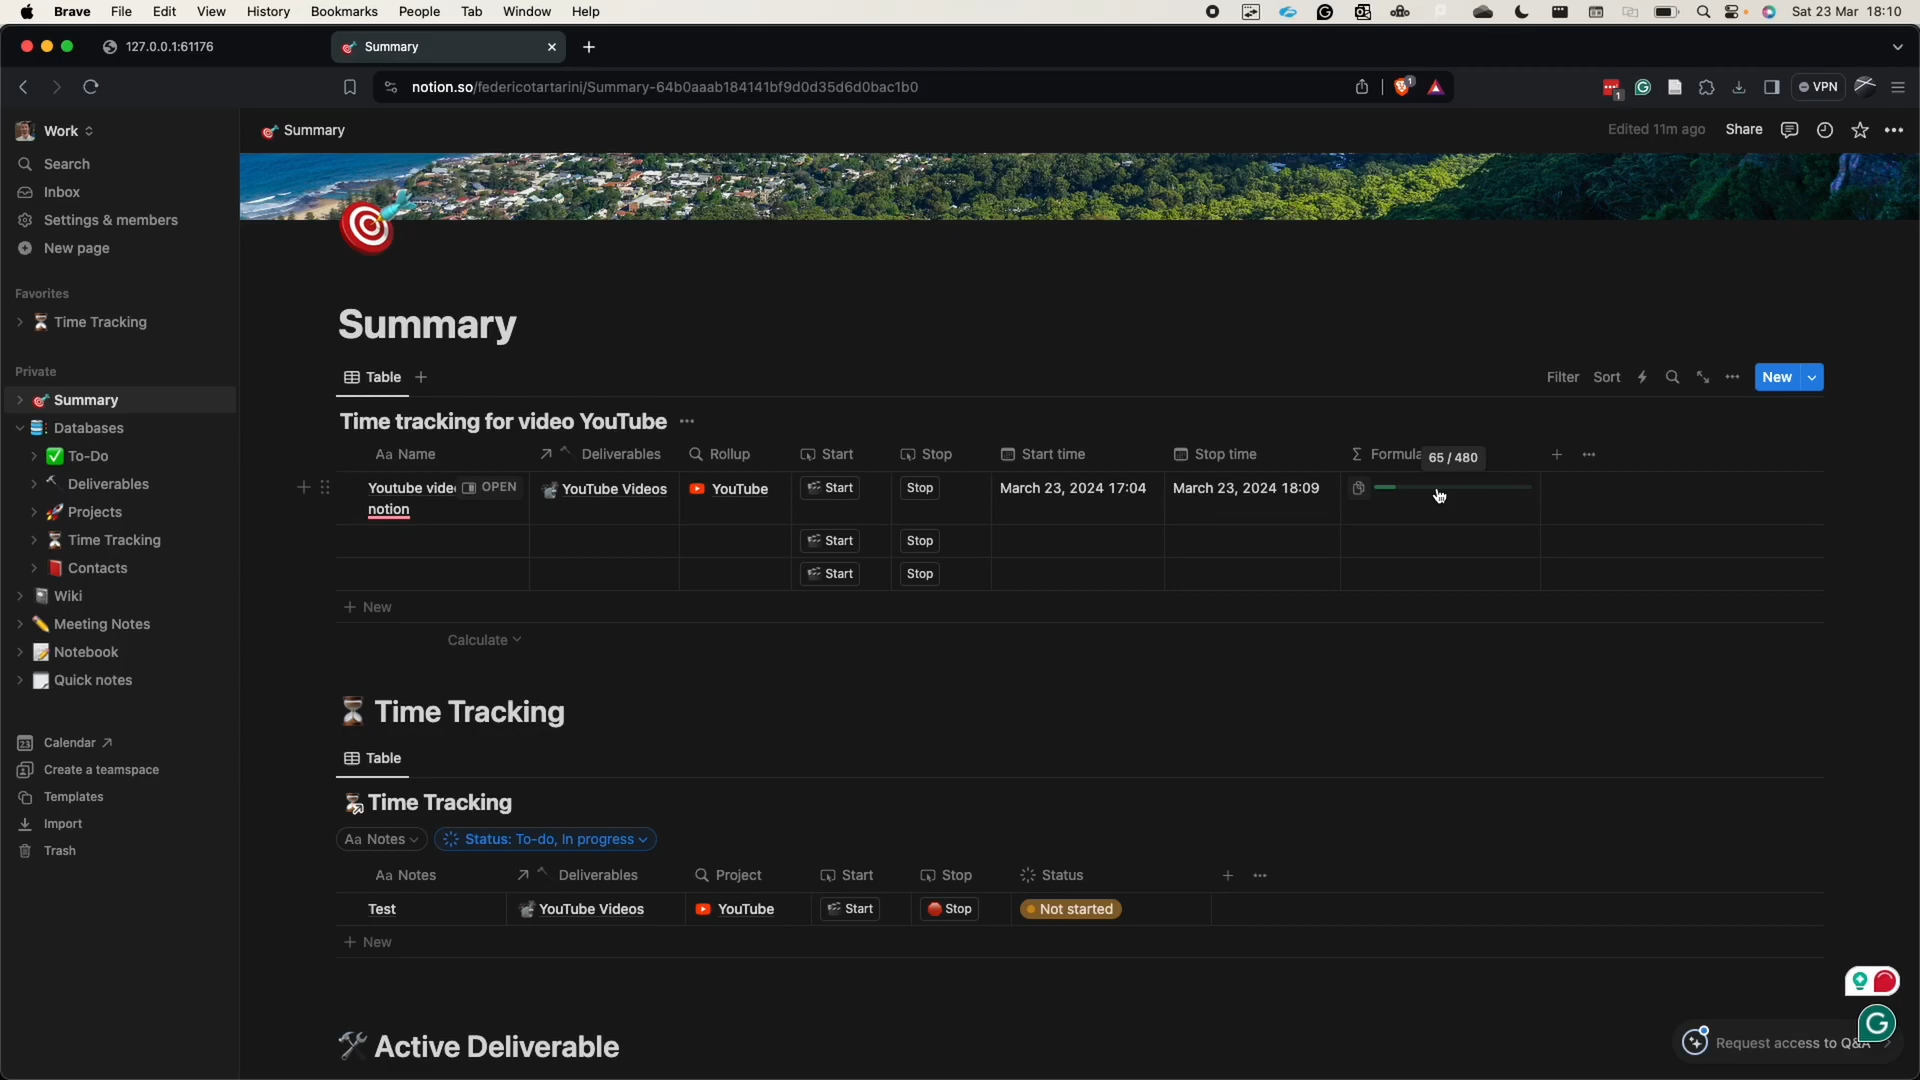 Brave File Edit View History Bookmarks People Tab Window Help Sat 23 Mar 18:10
127.0.0.1:61176 Summary
notion.so/federicotartarini/Summary-64b0aaab184141bf9d0d35d6d0bac1b0 1 1 VPN
Work
Search
Inbox
Settings & members
New page
Favorites
Time Tracking
Private
Summary
Databases
To-Do
Deliverables
Projects
Time Tracking
Contacts
Wiki
Meeting Notes
Notebook
Quick notes
23 Calendar
Create a teamspace
Templates
Import
Trash
Summary Edited 11m ago Share
Summary
Table Filter Sort New
Time tracking for video YouTube
Aa Name Deliverables Rollup Start Stop Start time Stop time Σ Formula 65 / 480
Youtube vide OPEN YouTube Videos YouTube Start Stop March 23, 2024 17:04 March 23, 2024 18:09
notion
Start Stop
Start Stop
New
Calculate
Time Tracking
Table
Time Tracking
Aa Notes Status: To-do, In progress
Aa Notes Deliverables Project Start Stop Status
Test YouTube Videos YouTube Start Stop Not started
New
Active Deliverable
Request access to Q&A